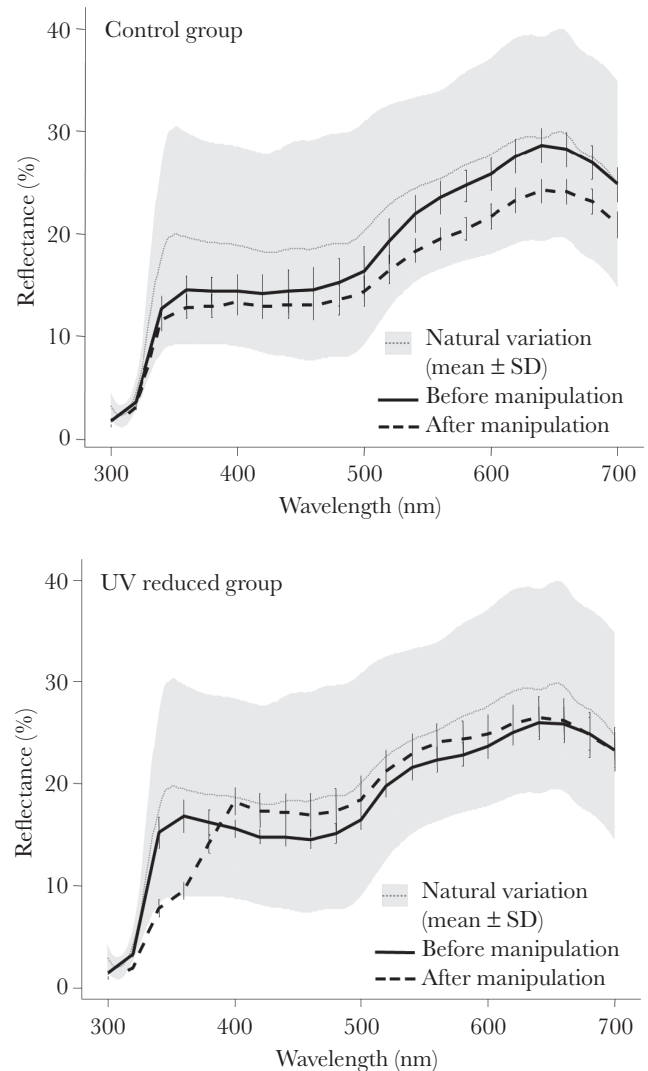 Control group
40
30
20
10
0
Reflectance (%)
Natural variation
(mean ± SD)
Before manipulation
After manipulation
300 400 500 600 700
Wavelength (nm)
UV reduced group
40
30
20
10
0
Reflectance (%)
Natural variation
(mean ± SD)
Before manipulation
After manipulation
300 400 500 600 700
Wavelength (nm)